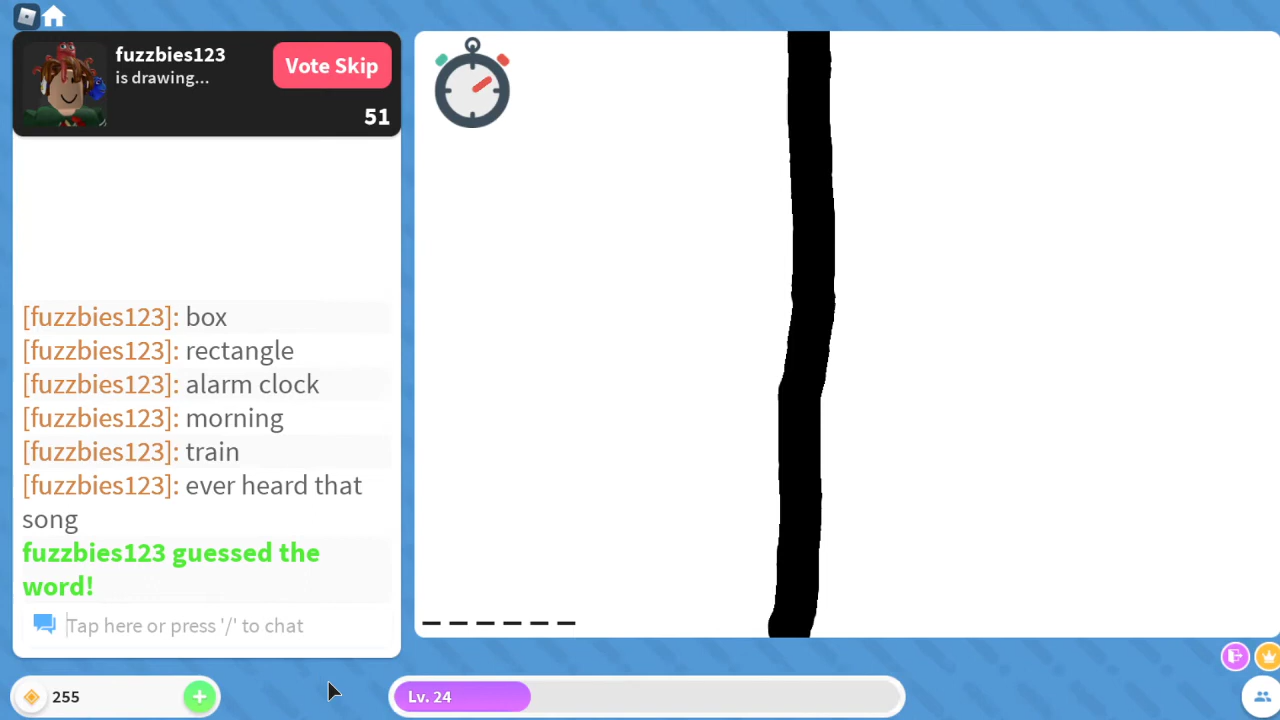 fuzzbies123
is drawing...
Vote Skip
51
[fuzzbies123]: box
[fuzzbies123]: rectangle
[fuzzbies123]: alarm clock
[fuzzbies123]: morning
[fuzzbies123]: train
[fuzzbies123]: ever heard that
song
fuzzbies123 guessed the
word!
Tap here or press '/' to chat
255
Lv. 24